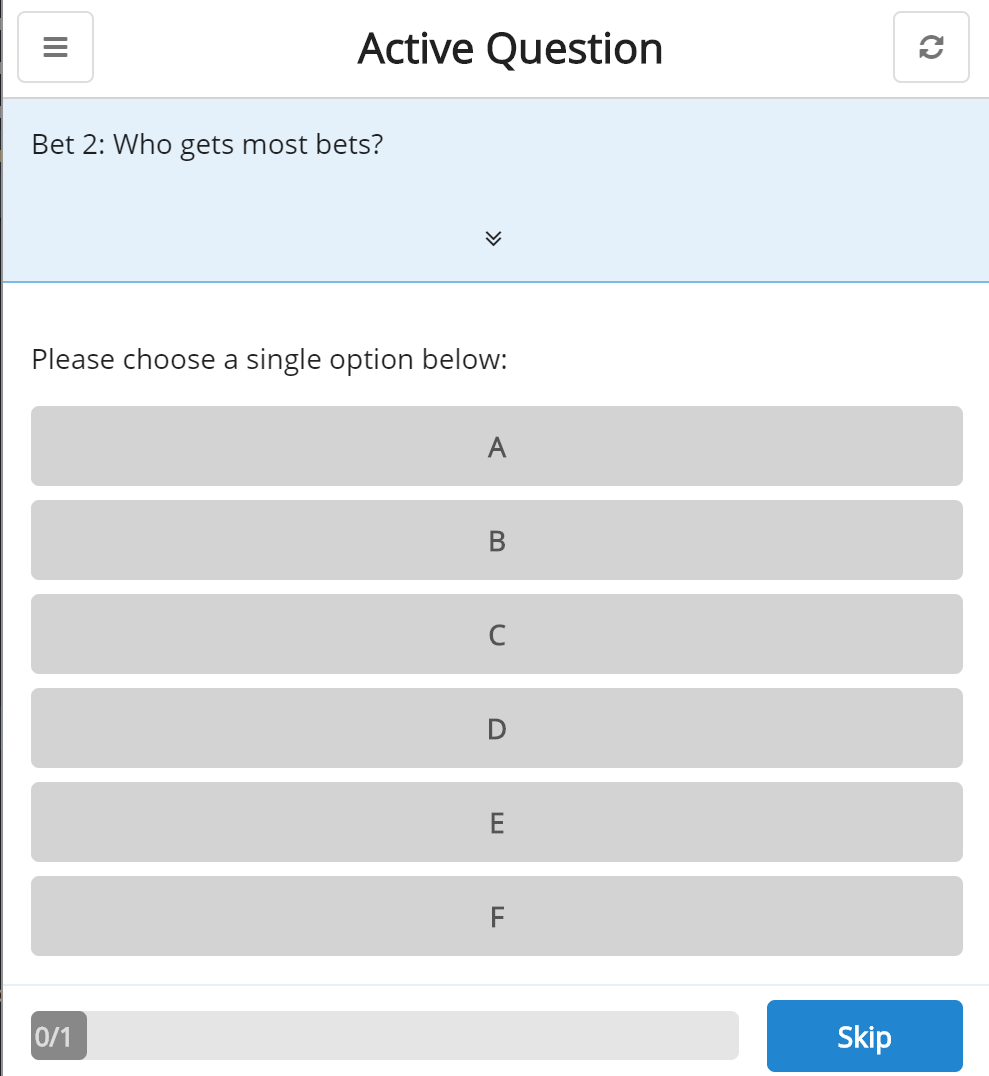 Active Question
Bet 2: Who gets most bets?
Please choose a single option below:
A
B
C
D
E
F
0/1
Skip